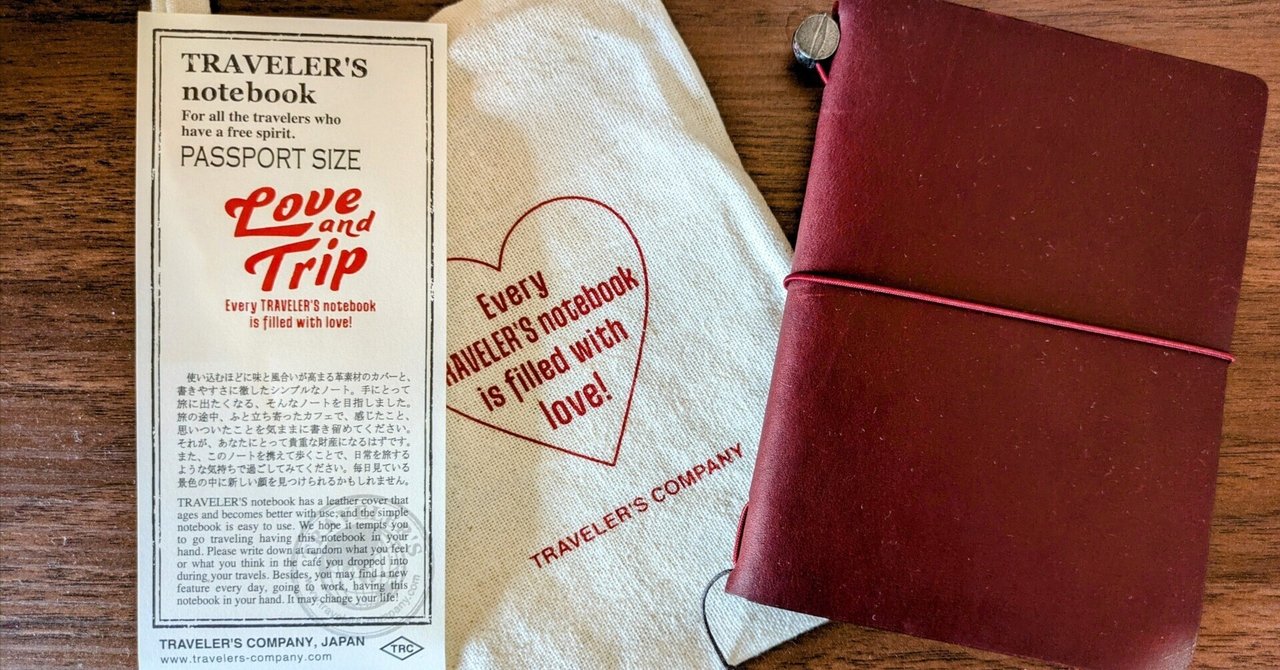 TRAVELER'S
notebook
For all the travelers who
have a free spirit.
PASSPORT SIZE
Love
and
Trip
Every TRAVELER'S notebook
is filled with love!
使い込むほどに味と風合いが高まる革素材のカバーと、
書きやすさに徹したシンプルなノート。手にとって
旅に出たくなる、そんなノートを目指しました。
旅の途中、ふと立ち寄ったカフェで、感じたこと、
思いついたことを気ままに書き留めてください。
それが、あなたにとって貴重な財産になるはずです。
また、このノートを携えて歩くことで、日常を旅する
ような気持ちで過ごしてみてください。毎日見ている
景色の中に新しい顔を見つけられるかもしれません。
TRAVELER'S notebook has a leather cover that
ages and becomes better with use, and the simple
notebook is easy to use. We hope it tempts you
to go traveling having this notebook in your
hand. Please write down at random what you feel
or what you think in the café you dropped into
during your travels. Besides, you may find a new
feature every day, going to work, having this
notebook in your hand. It may change your life!
TRAVELER'S COMPANY, JAPAN
TRC
www.travelers-company.com
Every
TRAVELER'S notebook
is filled with
love!
TRAVELER'S COMPANY